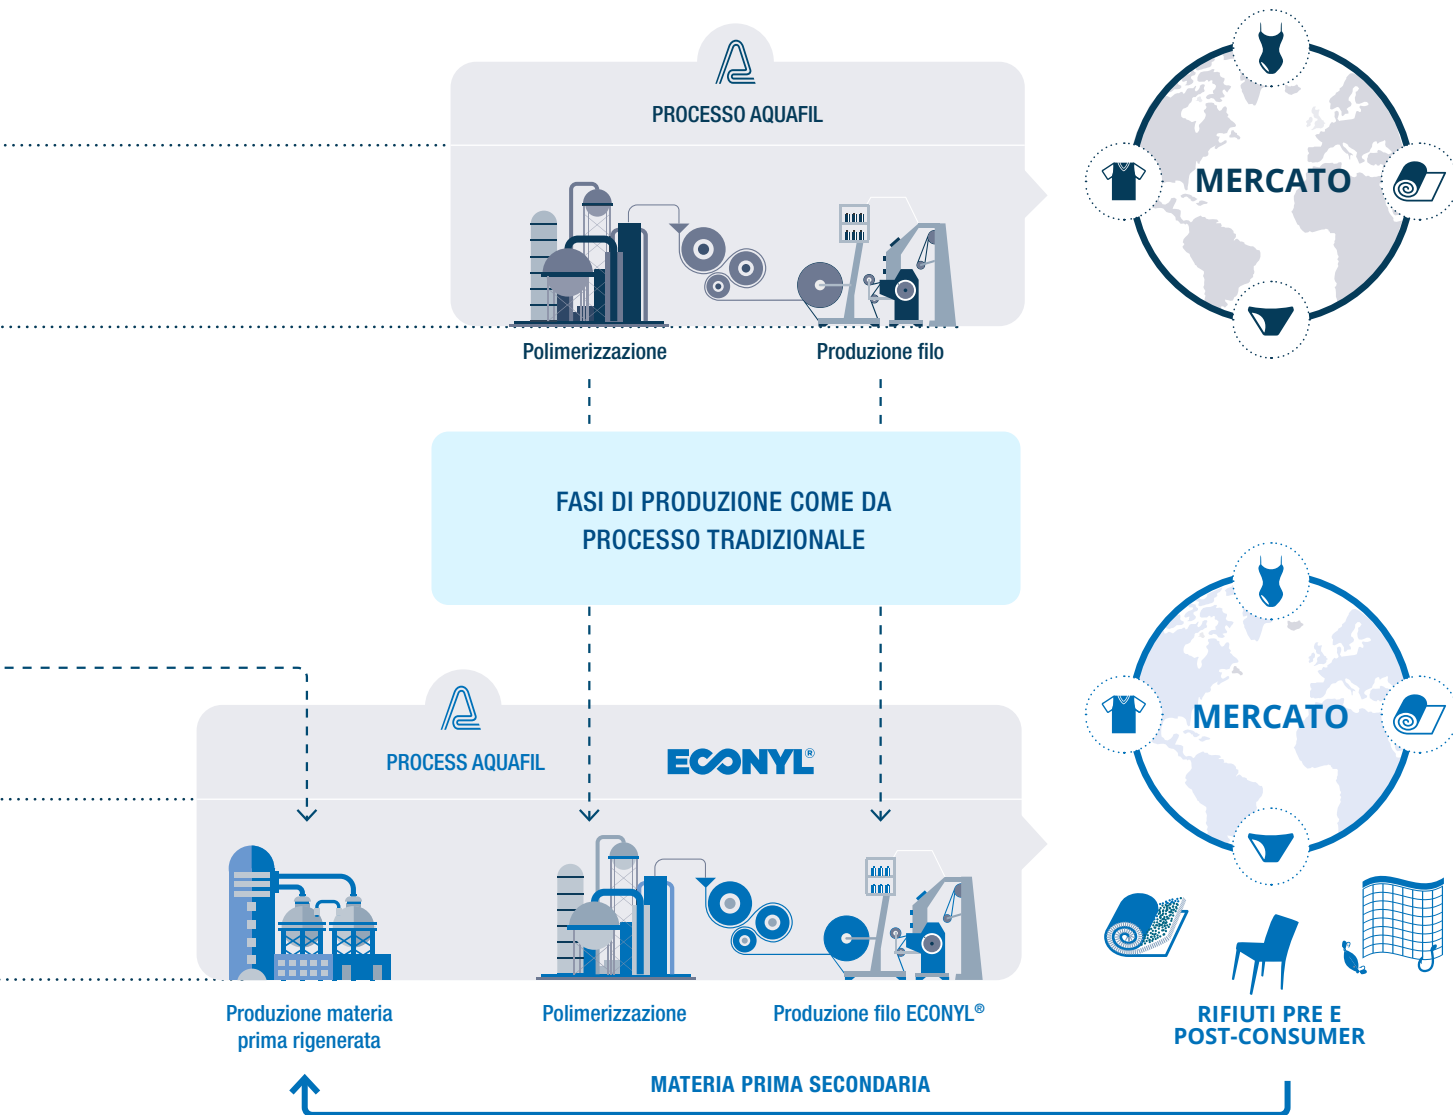 PROCESSO AQUAFIL
MERCATO
Polimerizzazione
Produzione filo
FASI DI PRODUZIONE COME DA
PROCESSO TRADIZIONALE
PROCESS AQUAFIL
ECONYL®
MERCATO
Produzione materia
prima rigenerata
Polimerizzazione
Produzione filo ECONYL®
RIFIUTI PRE E
POST-CONSUMER
MATERIA PRIMA SECONDARIA